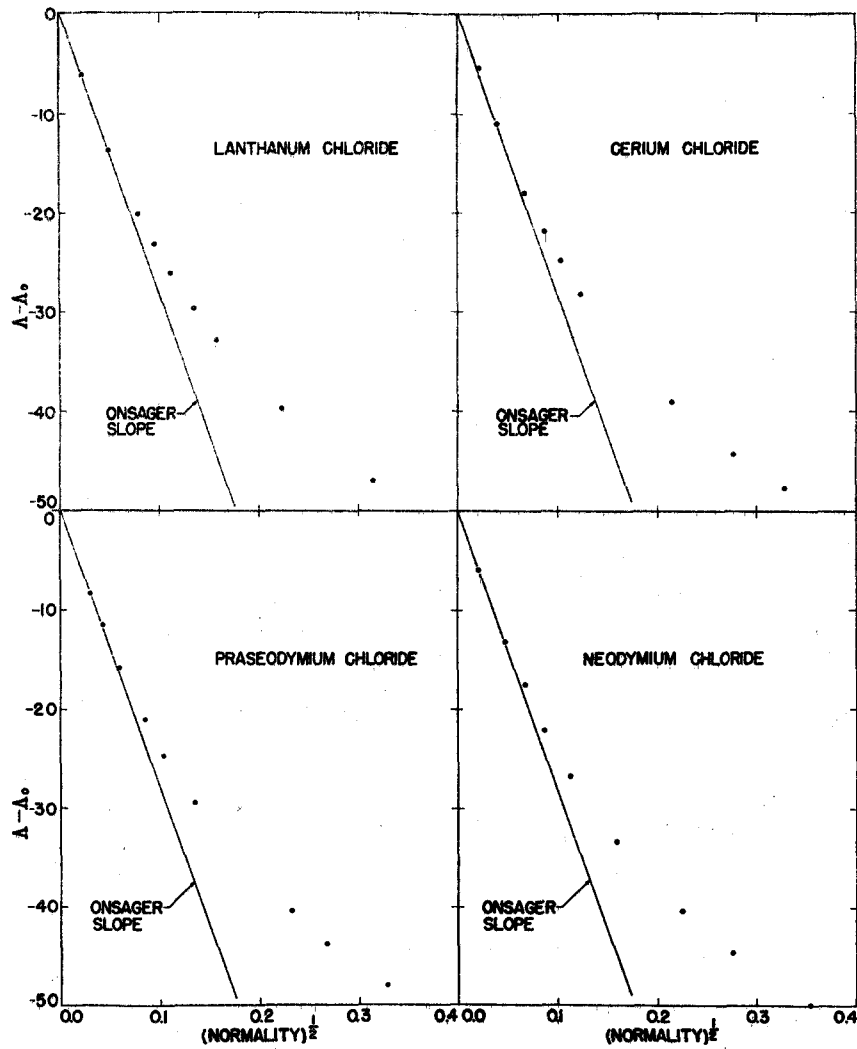 0
-10
-20
-30
-40
-50
Λ-Λ₀
LANTHANUM CHLORIDE
ONSAGER
SLOPE
CERIUM CHLORIDE
ONSAGER
SLOPE
0
-10
-20
-30
-40
-50
Λ-Λ₀
PRASEODYMIUM CHLORIDE
ONSAGER
SLOPE
NEODYMIUM CHLORIDE
ONSAGER
SLOPE
0.0 0.1 0.2 0.3 0.4
0.0 0.1 0.2 0.3 0.4
(NORMALITY)^1/2
(NORMALITY)^1/2